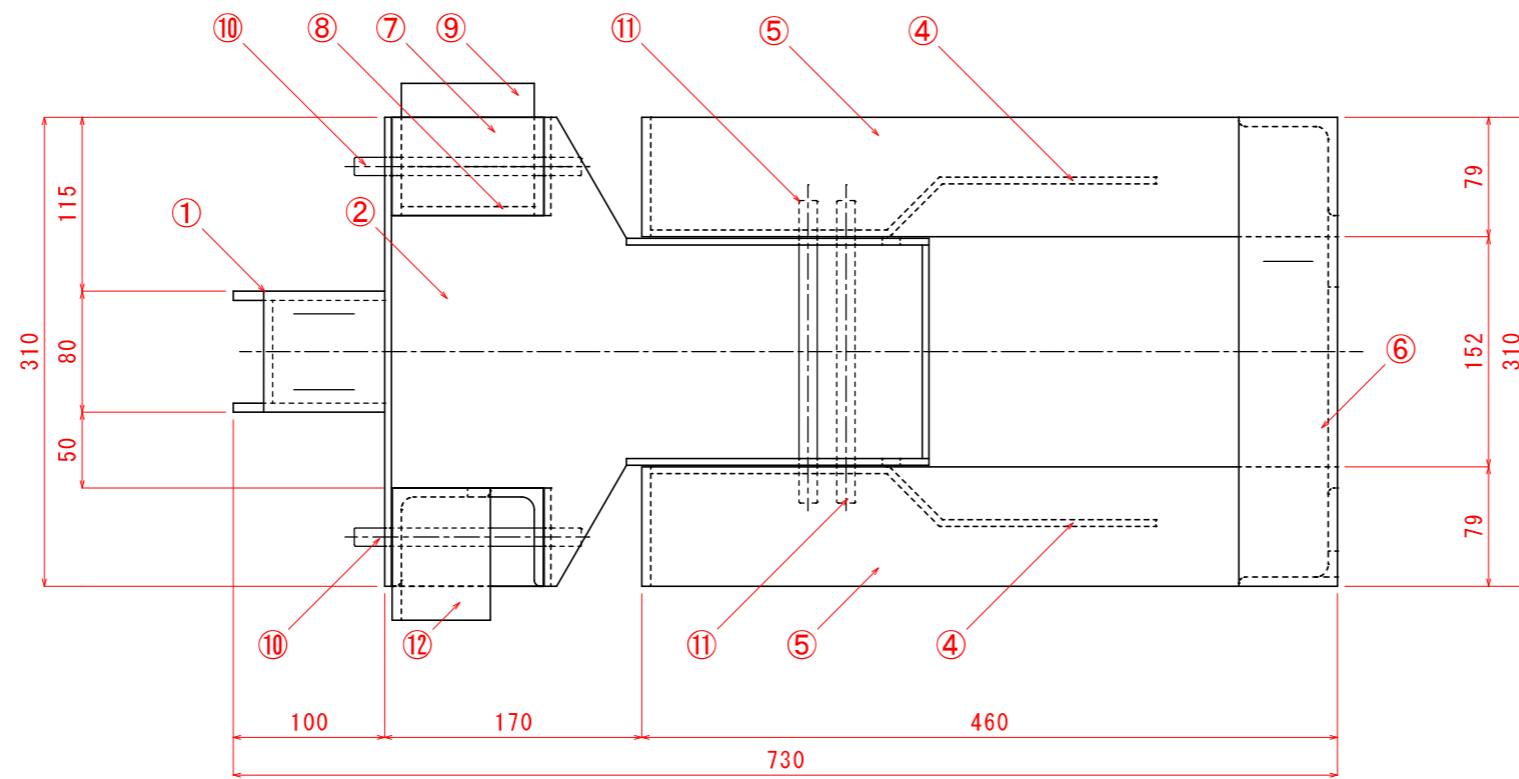 ⑩ ⑧ ⑦ ⑨ ⑪ ⑤ ④
① ②
310 115 80 50
79 152 310 79
⑥
⑩ ⑫ ⑪ ⑤ ④
100 170 460
730